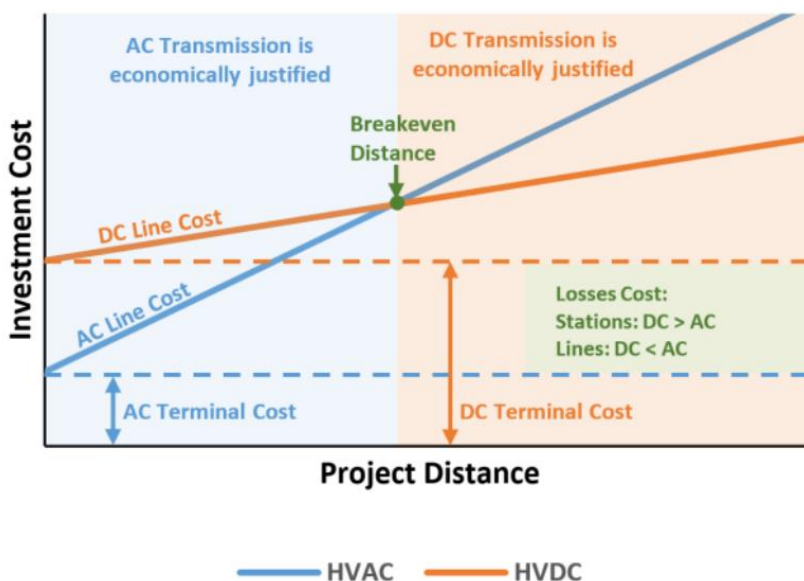 AC Transmission is
economically justified
DC Transmission is
economically justified
Breakeven
Distance
DC Line Cost
AC Line Cost
Losses Cost:
Stations: DC > AC
Lines: DC < AC
AC Terminal Cost
DC Terminal Cost
Investment Cost
Project Distance
HVAC
HVDC